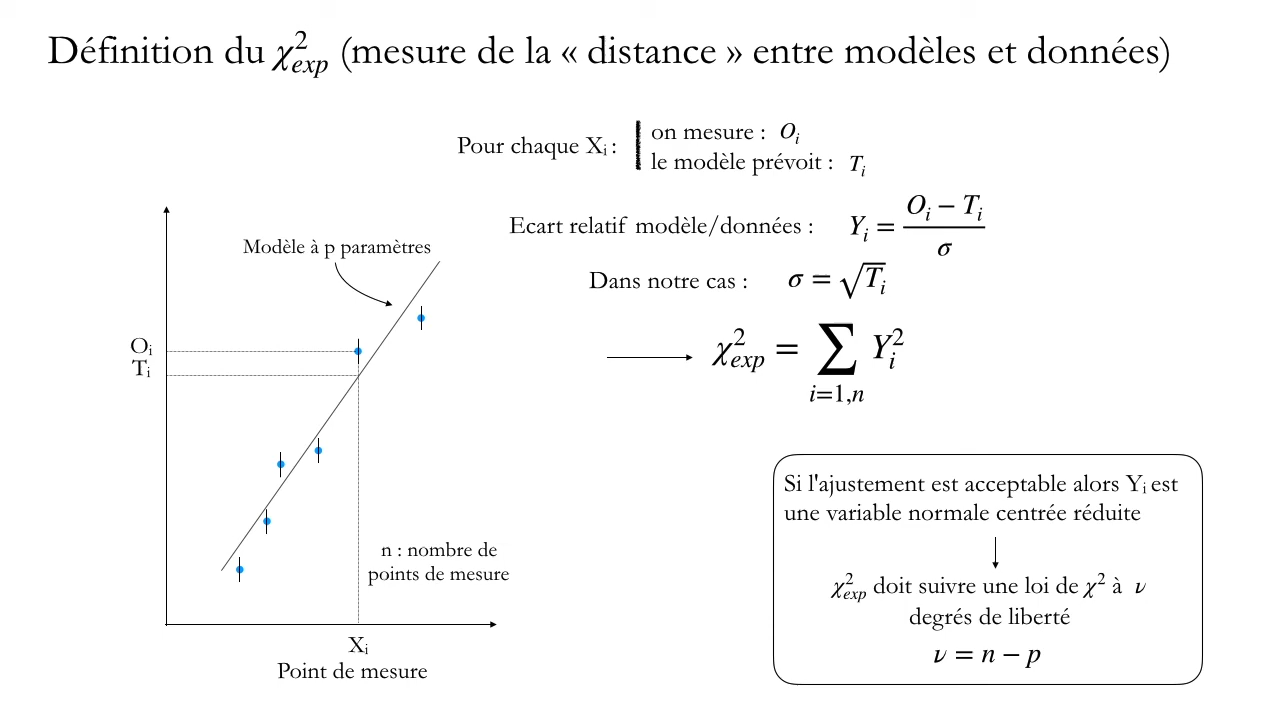 Définition du χ²exp (mesure de la « distance » entre modèles et données)
Pour chaque Xi :
on mesure : Oi
le modèle prévoit : Ti
Ecart relatif modèle/données : Yi = (Oi − Ti) / σ
Dans notre cas : σ = √Ti
χ²exp = ∑ i=1,n Yi²
Modèle à p paramètres
Oi
Ti
n : nombre de
points de mesure
Xi
Point de mesure
Si l'ajustement est acceptable alors Yi est
une variable normale centrée réduite
χ²exp doit suivre une loi de χ² à ν
degrés de liberté
ν = n − p